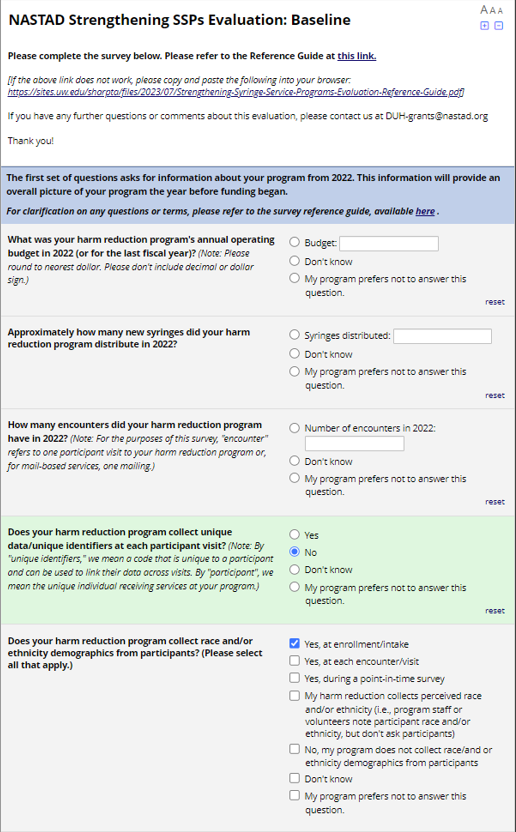 NASTAD Strengthening SSPs Evaluation: Baseline
AAA
Please complete the survey below. Please refer to the Reference Guide at this link.
[If the above link does not work, please copy and paste the following into your browser:
https://sites.uw.edu/sharpta/files/2023/07/Strengthening-Syringe-Service-Programs-Evaluation-Reference-Guide.pdf]
If you have any further questions or comments about this evaluation, please contact us at DUH-grants@nastad.org
Thank you!
The first set of questions asks for information about your program from 2022. This information will provide an
overall picture of your program the year before funding began.
For clarification on any questions or terms, please refer to the survey reference guide, available here .
What was your harm reduction program's annual operating
budget in 2022 (or for the last fiscal year)? (Note: Please
round to nearest dollar. Please don't include decimal or dollar
sign.)
Budget:
Don't know
My program prefers not to answer this
question.
reset
Approximately how many new syringes did your harm
reduction program distribute in 2022?
Syringes distributed:
Don't know
My program prefers not to answer this
question.
reset
How many encounters did your harm reduction program
have in 2022? (Note: For the purposes of this survey, "encounter"
refers to one participant visit to your harm reduction program or,
for mail-based services, one mailing.)
Number of encounters in 2022:
Don't know
My program prefers not to answer this
question.
reset
Does your harm reduction program collect unique
data/unique identifiers at each participant visit? (Note: By
"unique identifiers," we mean a code that is unique to a participant
and can be used to link their data across visits. By "participant", we
mean the unique individual receiving services at your program.)
Yes
No
Don't know
My program prefers not to answer this
question.
reset
Does your harm reduction program collect race and/or
ethnicity demographics from participants? (Please select
all that apply.)
Yes, at enrollment/intake
Yes, at each encounter/visit
Yes, during a point-in-time survey
My harm reduction collects perceived race
and/or ethnicity (i.e., program staff or
volunteers note participant race and/or
ethnicity, but don't ask participants)
No, my program does not collect race/and or
ethnicity demographics from participants
Don't know
My program prefers not to answer this
question.